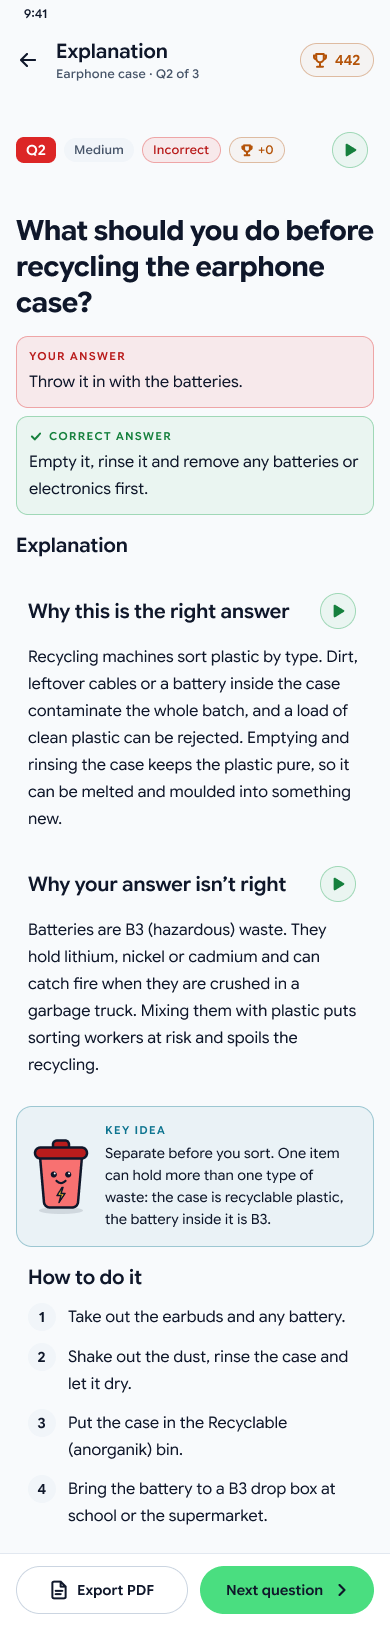 9:41
Explanation
442
Earphone case · Q2 of 3
Q2 Medium Incorrect +0
What should you do before
recycling the earphone
case?
YOUR ANSWER
Throw it in with the batteries.
CORRECT ANSWER
Empty it, rinse it and remove any batteries or
electronics first.
Explanation
Why this is the right answer
Recycling machines sort plastic by type. Dirt,
leftover cables or a battery inside the case
contaminate the whole batch, and a load of
clean plastic can be rejected. Emptying and
rinsing the case keeps the plastic pure, so it
can be melted and moulded into something
new.
Why your answer isn’t right
Batteries are B3 (hazardous) waste. They
hold lithium, nickel or cadmium and can
catch fire when they are crushed in a
garbage truck. Mixing them with plastic puts
sorting workers at risk and spoils the
recycling.
KEY IDEA
Separate before you sort. One item
can hold more than one type of
waste: the case is recyclable plastic,
the battery inside it is B3.
How to do it
1 Take out the earbuds and any battery.
2 Shake out the dust, rinse the case and
let it dry.
3 Put the case in the Recyclable
(anorganik) bin.
4 Bring the battery to a B3 drop box at
school or the supermarket.
Export PDF
Next question